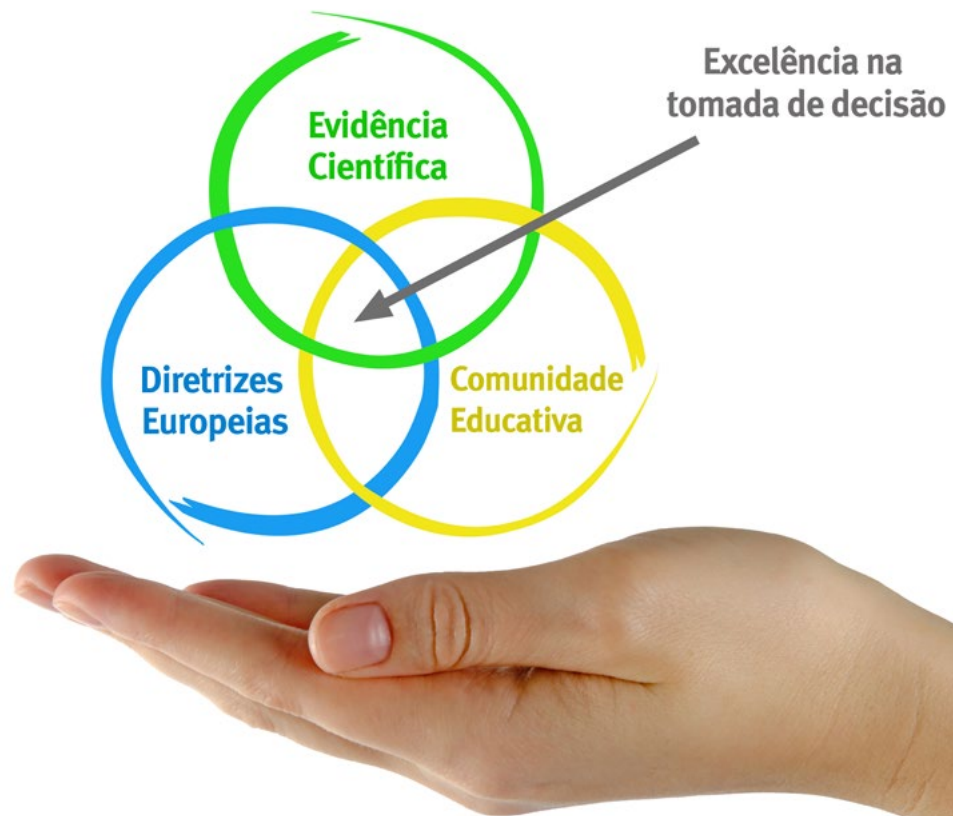 Excelência na
tomada de decisão
Evidência
Científica
Diretrizes
Europeias
Comunidade
Educativa